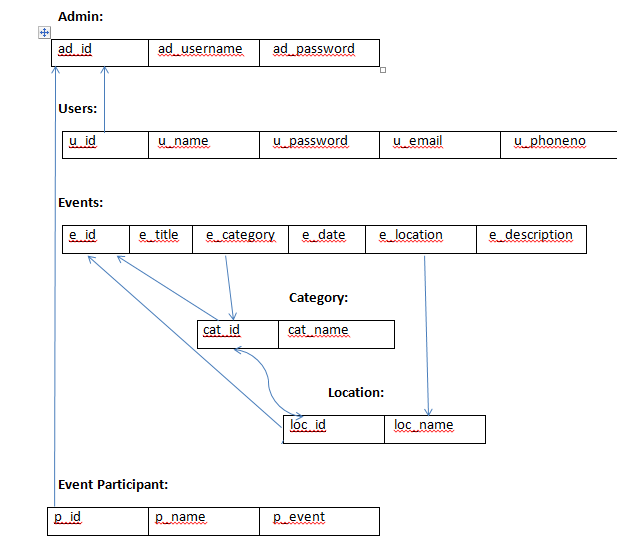 Admin:
ad_id ad_username ad_password
Users:
u_id u_name u_password u_email u_phoneno
Events:
e_id e_title e_category e_date e_location e_description
Category:
cat_id cat_name
Location:
loc_id loc_name
Event Participant:
p_id p_name p_event